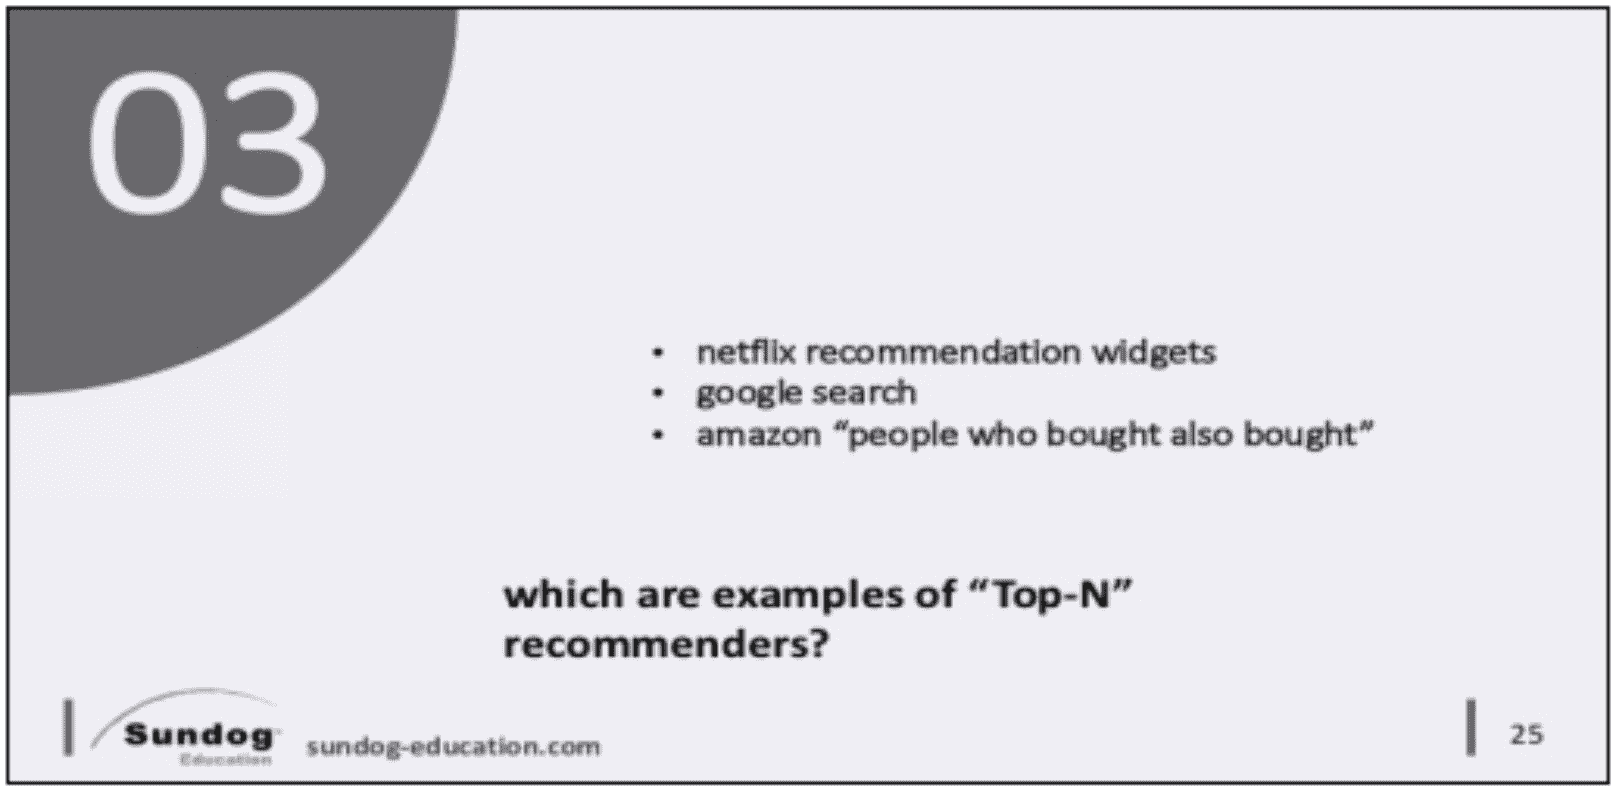 03
• netflix recommendation widgets
• google search
• amazon “people who bought also bought”
which are examples of “Top-N”
recommenders?
Sundog
Education
sundog-education.com
25